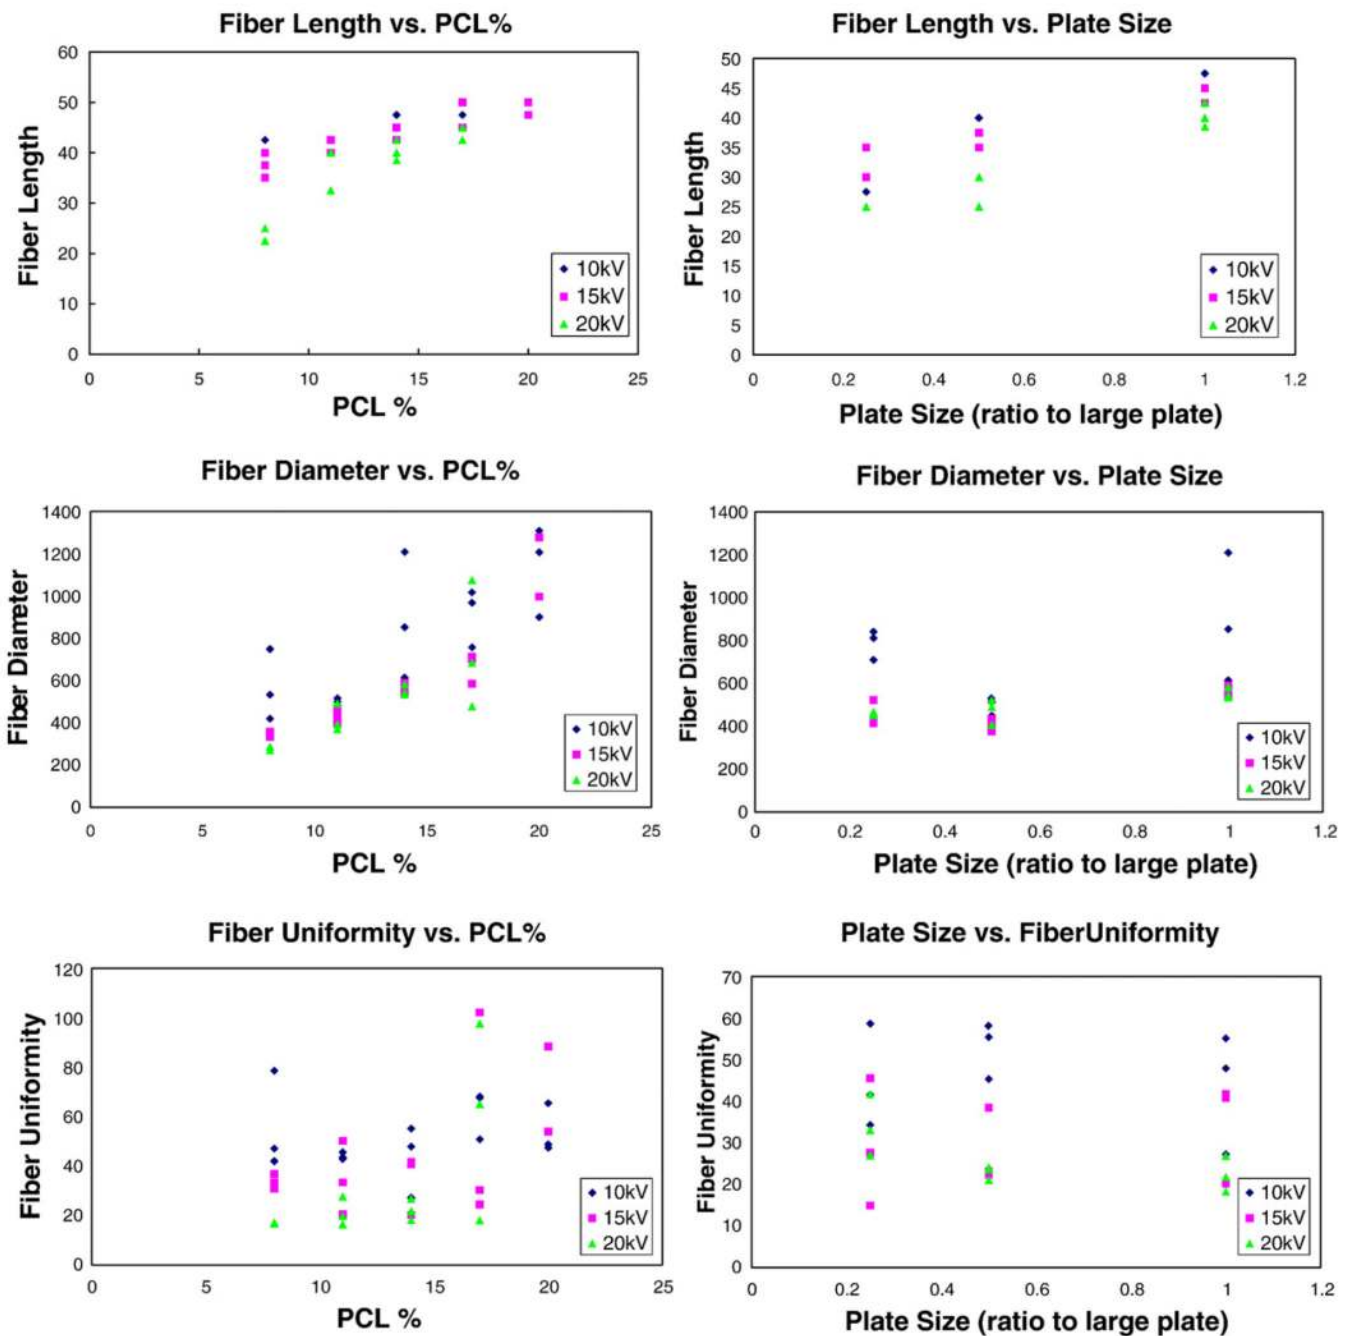 Fiber Length vs. PCL%
Fiber Length
60
50
40
30
20
10
0
0 5 10 15 20 25
PCL %
10kV
15kV
20kV
Fiber Length vs. Plate Size
Fiber Length
50
45
40
35
30
25
20
15
10
5
0
0 0.2 0.4 0.6 0.8 1 1.2
Plate Size (ratio to large plate)
10kV
15kV
20kV
Fiber Diameter vs. PCL%
Fiber Diameter
1400
1200
1000
800
600
400
200
0
0 5 10 15 20 25
PCL %
10kV
15kV
20kV
Fiber Diameter vs. Plate Size
Fiber Diameter
1400
1200
1000
800
600
400
200
0
0 0.2 0.4 0.6 0.8 1 1.2
Plate Size (ratio to large plate)
10kV
15kV
20kV
Fiber Uniformity vs. PCL%
Fiber Uniformity
120
100
80
60
40
20
0
0 5 10 15 20 25
PCL %
10kV
15kV
20kV
Plate Size vs. FiberUniformity
Fiber Uniformity
70
60
50
40
30
20
10
0
0 0.2 0.4 0.6 0.8 1 1.2
Plate Size (ratio to large plate)
10kV
15kV
20kV